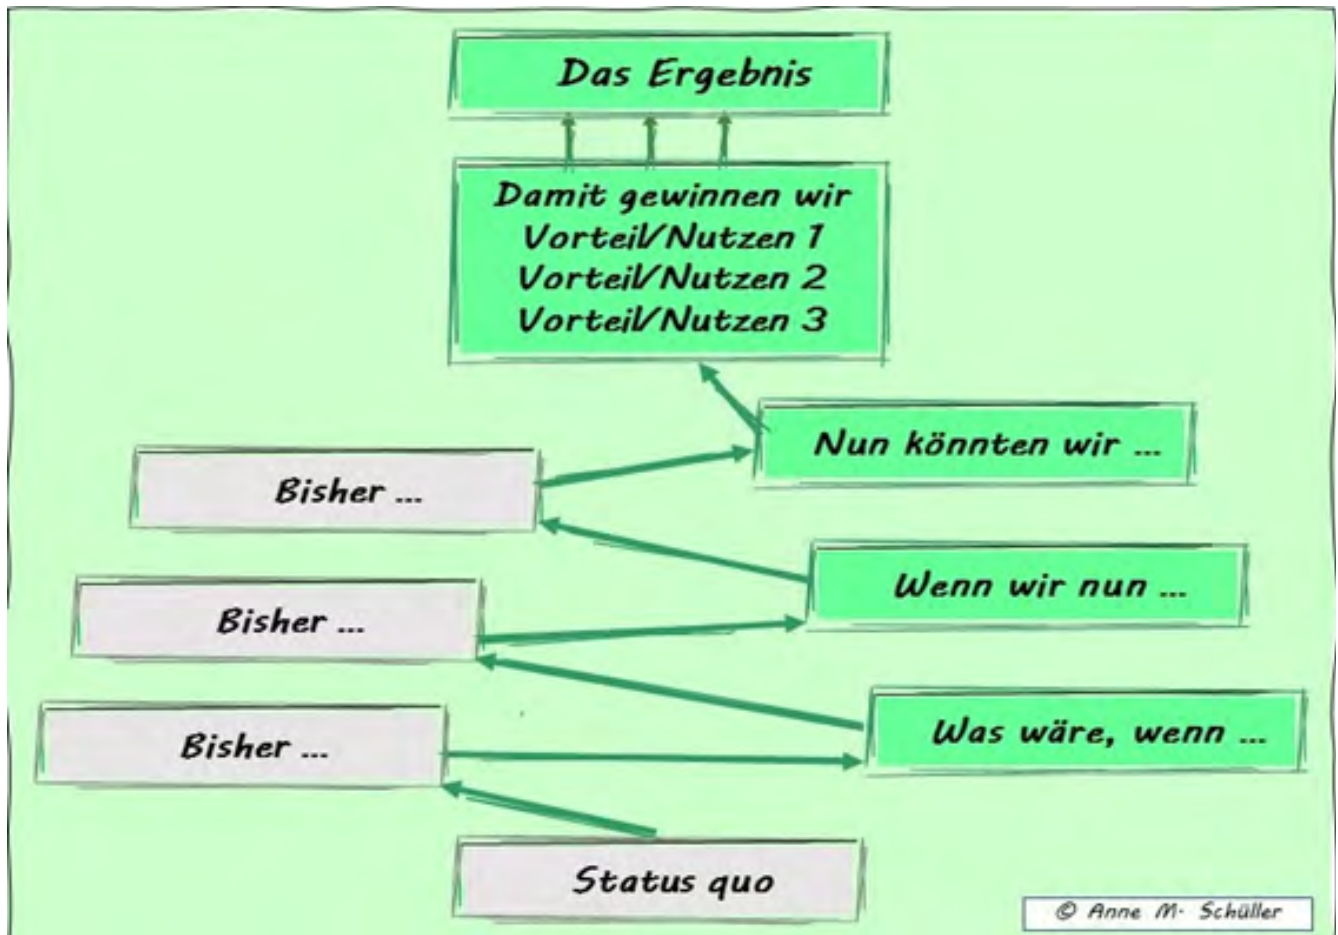 Das Ergebnis
Damit gewinnen wir
Vorteil/Nutzen 1
Vorteil/Nutzen 2
Vorteil/Nutzen 3
Nun könnten wir ...
Bisher ...
Wenn wir nun ...
Bisher ...
Was wäre, wenn ...
Bisher ...
Status quo
© Anne M. Schüller